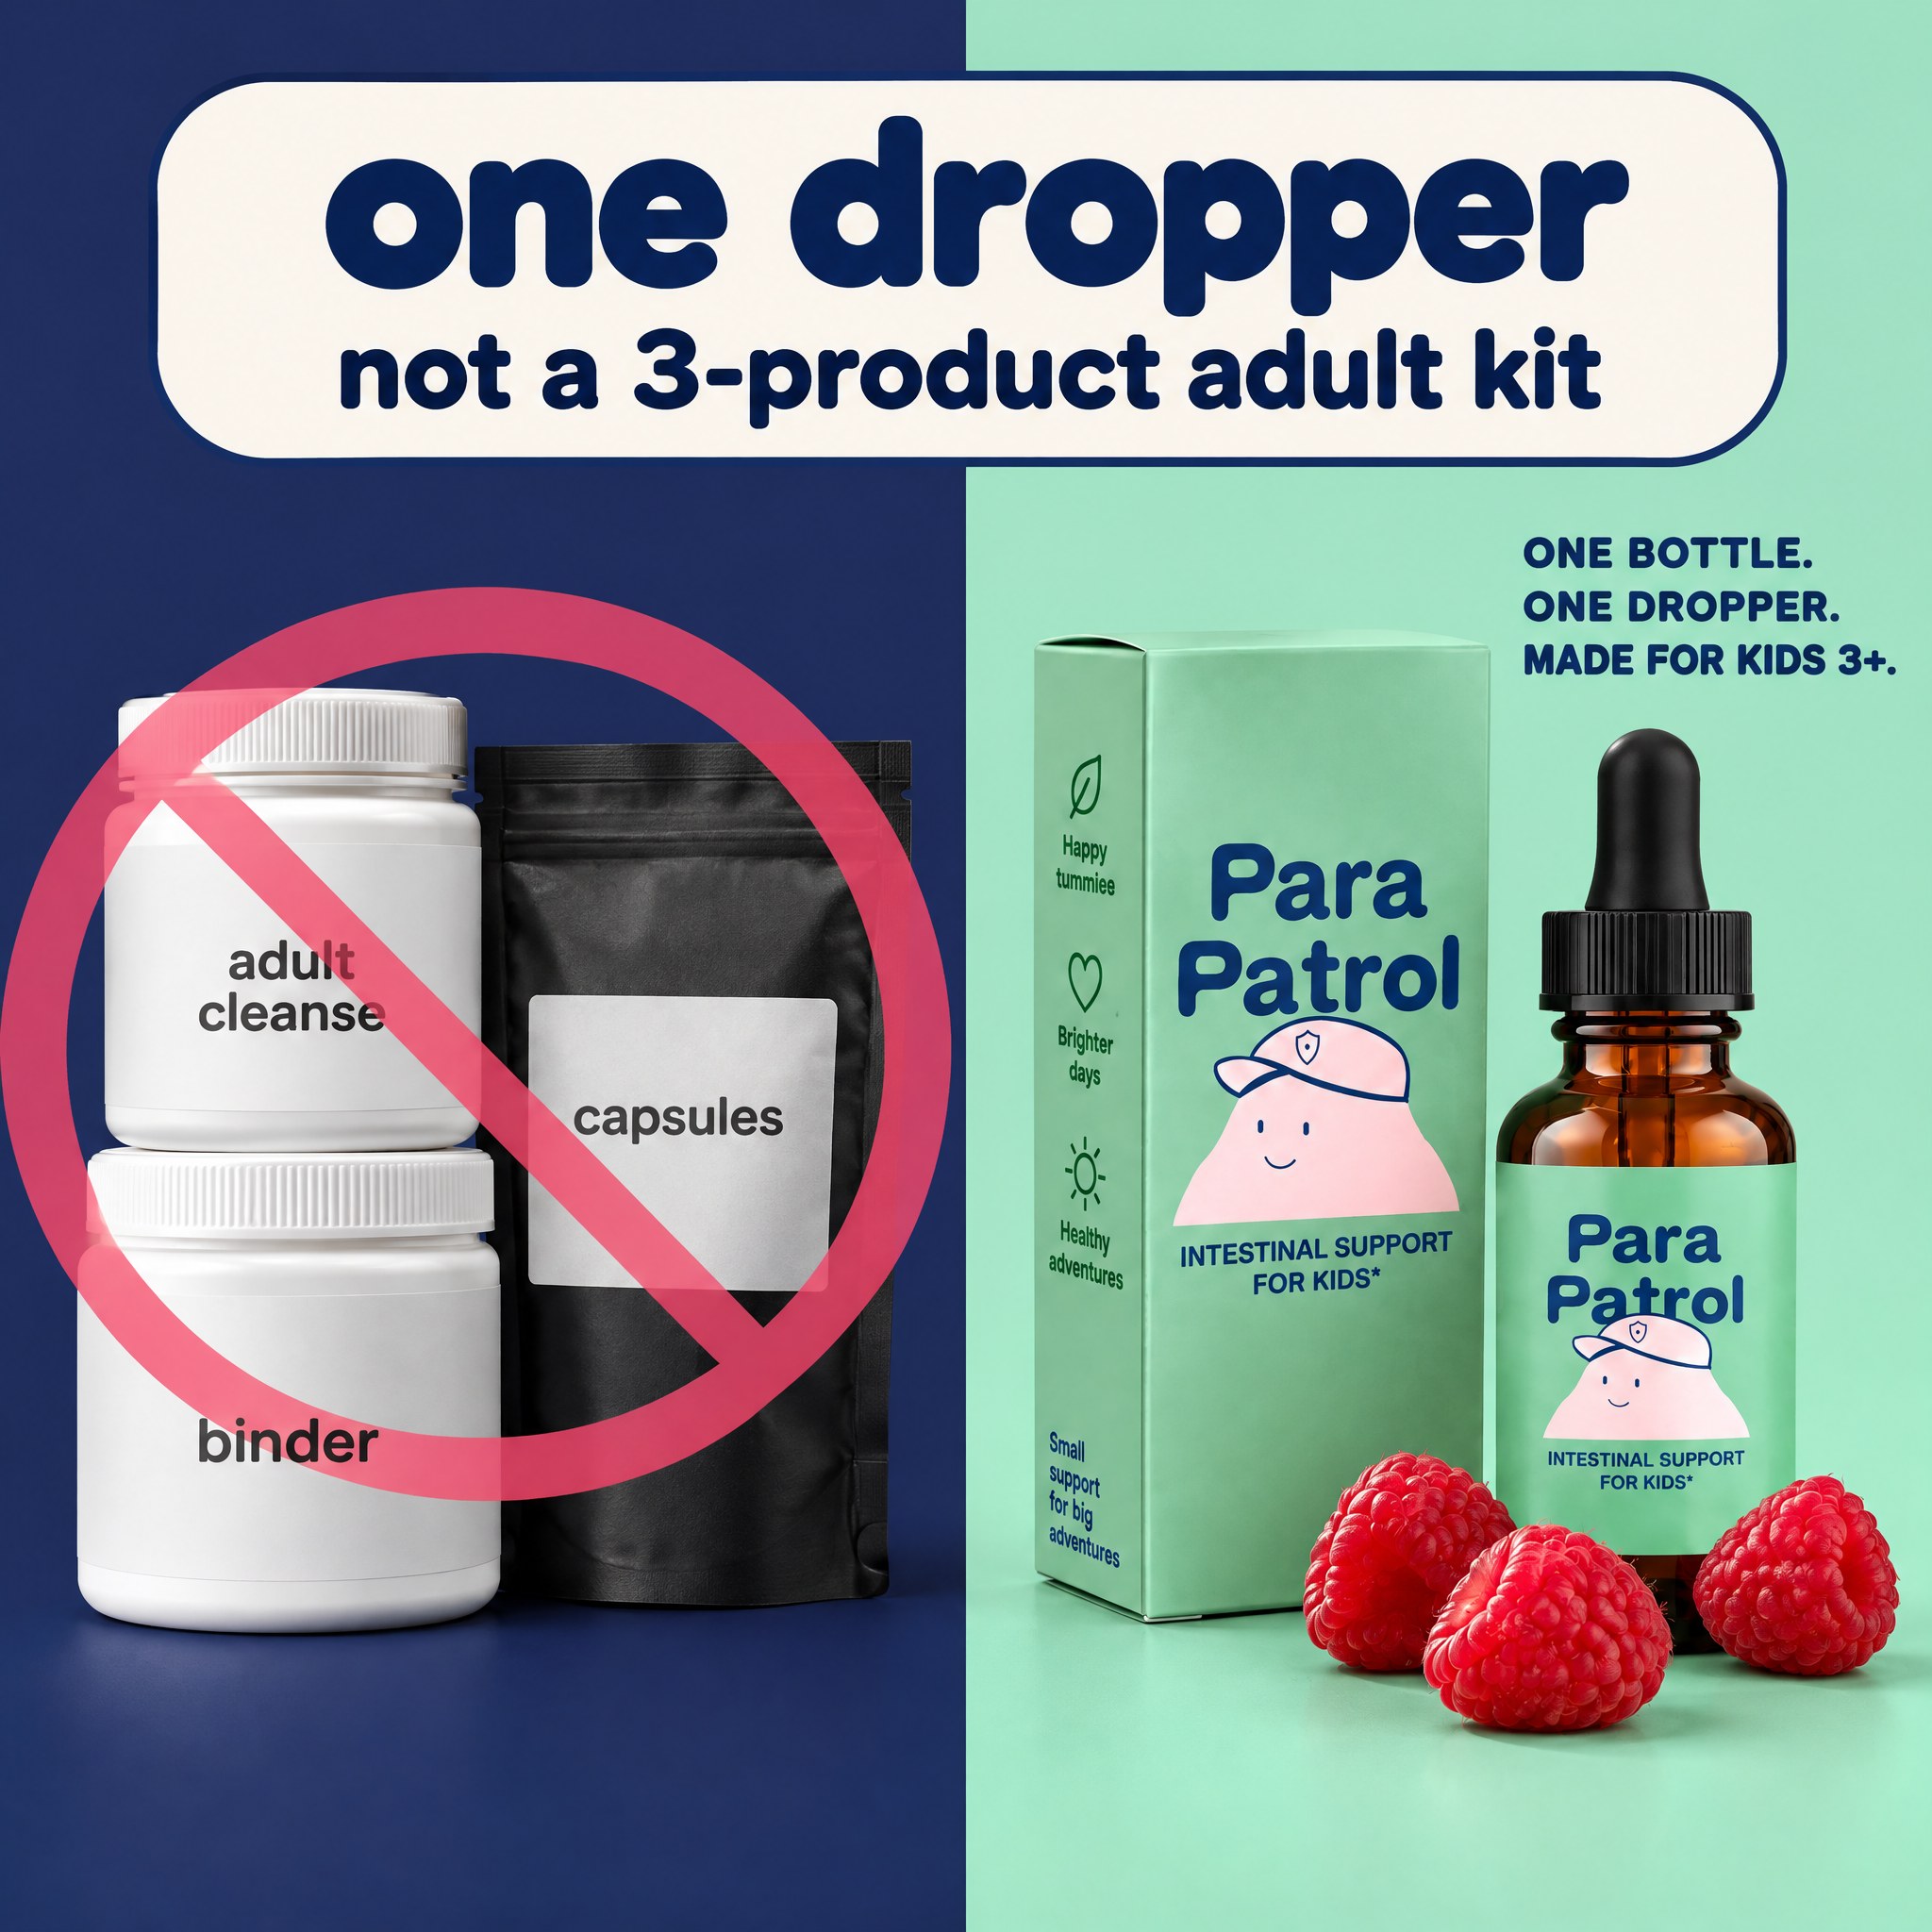 one dropper
not a 3-product adult kit
ONE BOTTLE.
ONE DROPPER.
MADE FOR KIDS 3+.
adult
cleanse
capsules
binder
Happy
tummiee
Brighter
days
Healthy
adventures
Small
support
for big
adventures
Para
Patrol
INTESTINAL SUPPORT
FOR KIDS*
Para
Patrol
INTESTINAL SUPPORT
FOR KIDS*